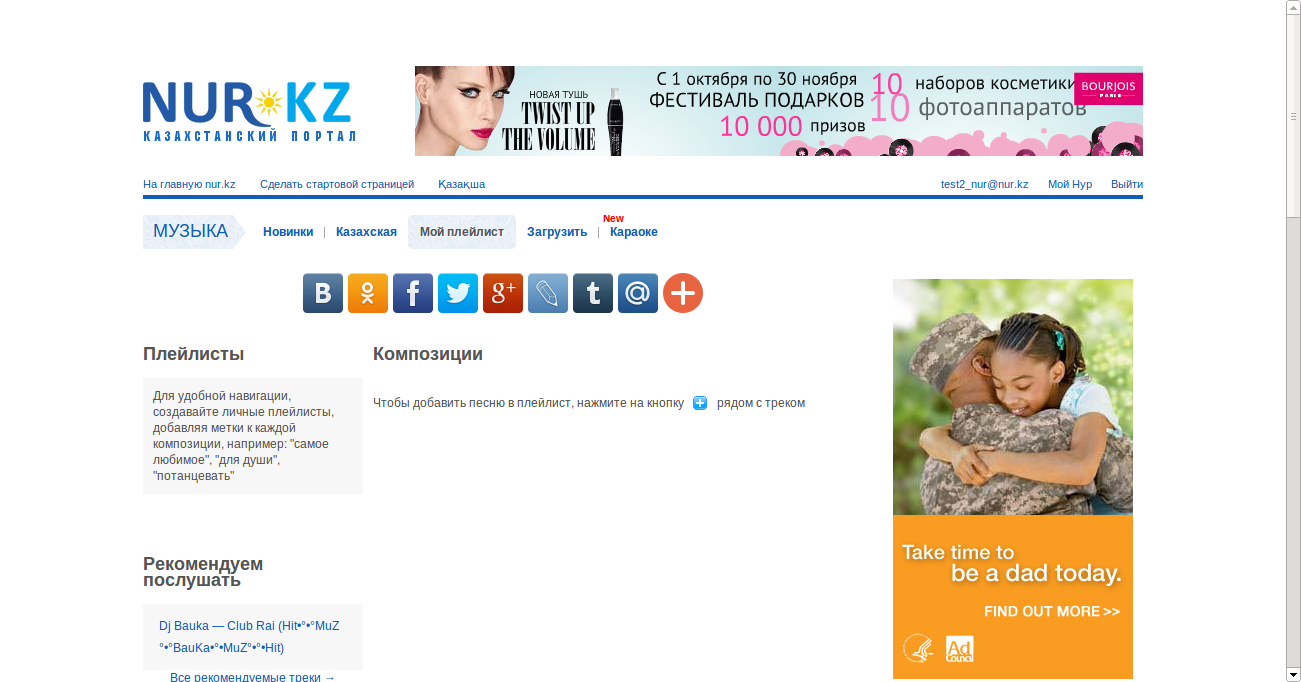 NUR KZ
КАЗАХСТАНСКИЙ ПОРТАЛ
НОВАЯ ТУШЬ
TWIST UP
THE VOLUME
С 1 октября по 30 ноября
ФЕСТИВАЛЬ ПОДАРКОВ
10 000 призов
10 наборов косметики
10 фотоаппаратов
BOURJOIS
PARIS
На главную nur.kz Сделать стартовой страницей Қазақша test2_nur@nur.kz Мой Нур Выйти
New
МУЗЫКА Новинки | Казахская Мой плейлист Загрузить | Караоке
B f g+ t @
Плейлисты
Для удобной навигации,
создавайте личные плейлисты,
добавляя метки к каждой
композиции, например: "самое
любимое", "для души",
"потанцевать"
Композиции
Чтобы добавить песню в плейлист, нажмите на кнопку рядом с треком
Рекомендуем
послушать
Dj Bauka — Club Rai (Hit•°•°MuZ
°•°BauKa•°•MuZ°•°•Hit)
Все рекомендуемые треки →
Take time to
be a dad today.
FIND OUT MORE >>
Ad
Council